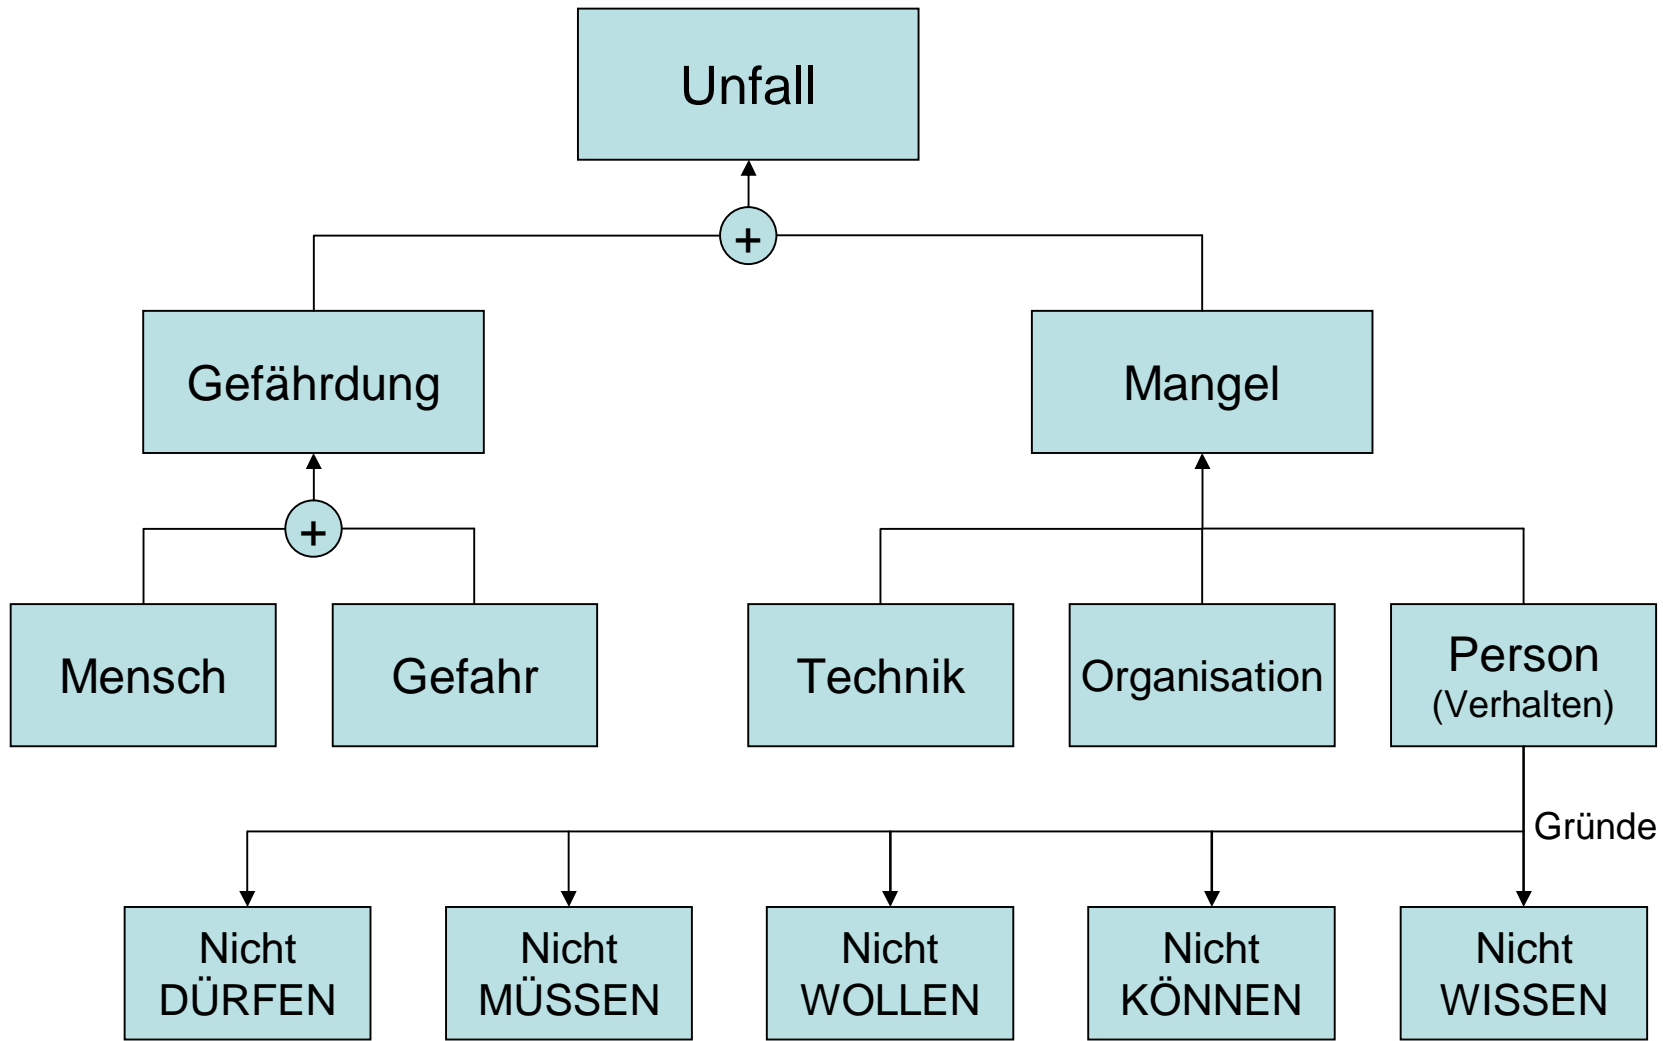 Unfall
+
Gefährdung
Mangel
+
Mensch
Gefahr
Technik
Organisation
Person
(Verhalten)
Gründe
Nicht
DÜRFEN
Nicht
MÜSSEN
Nicht
WOLLEN
Nicht
KÖNNEN
Nicht
WISSEN